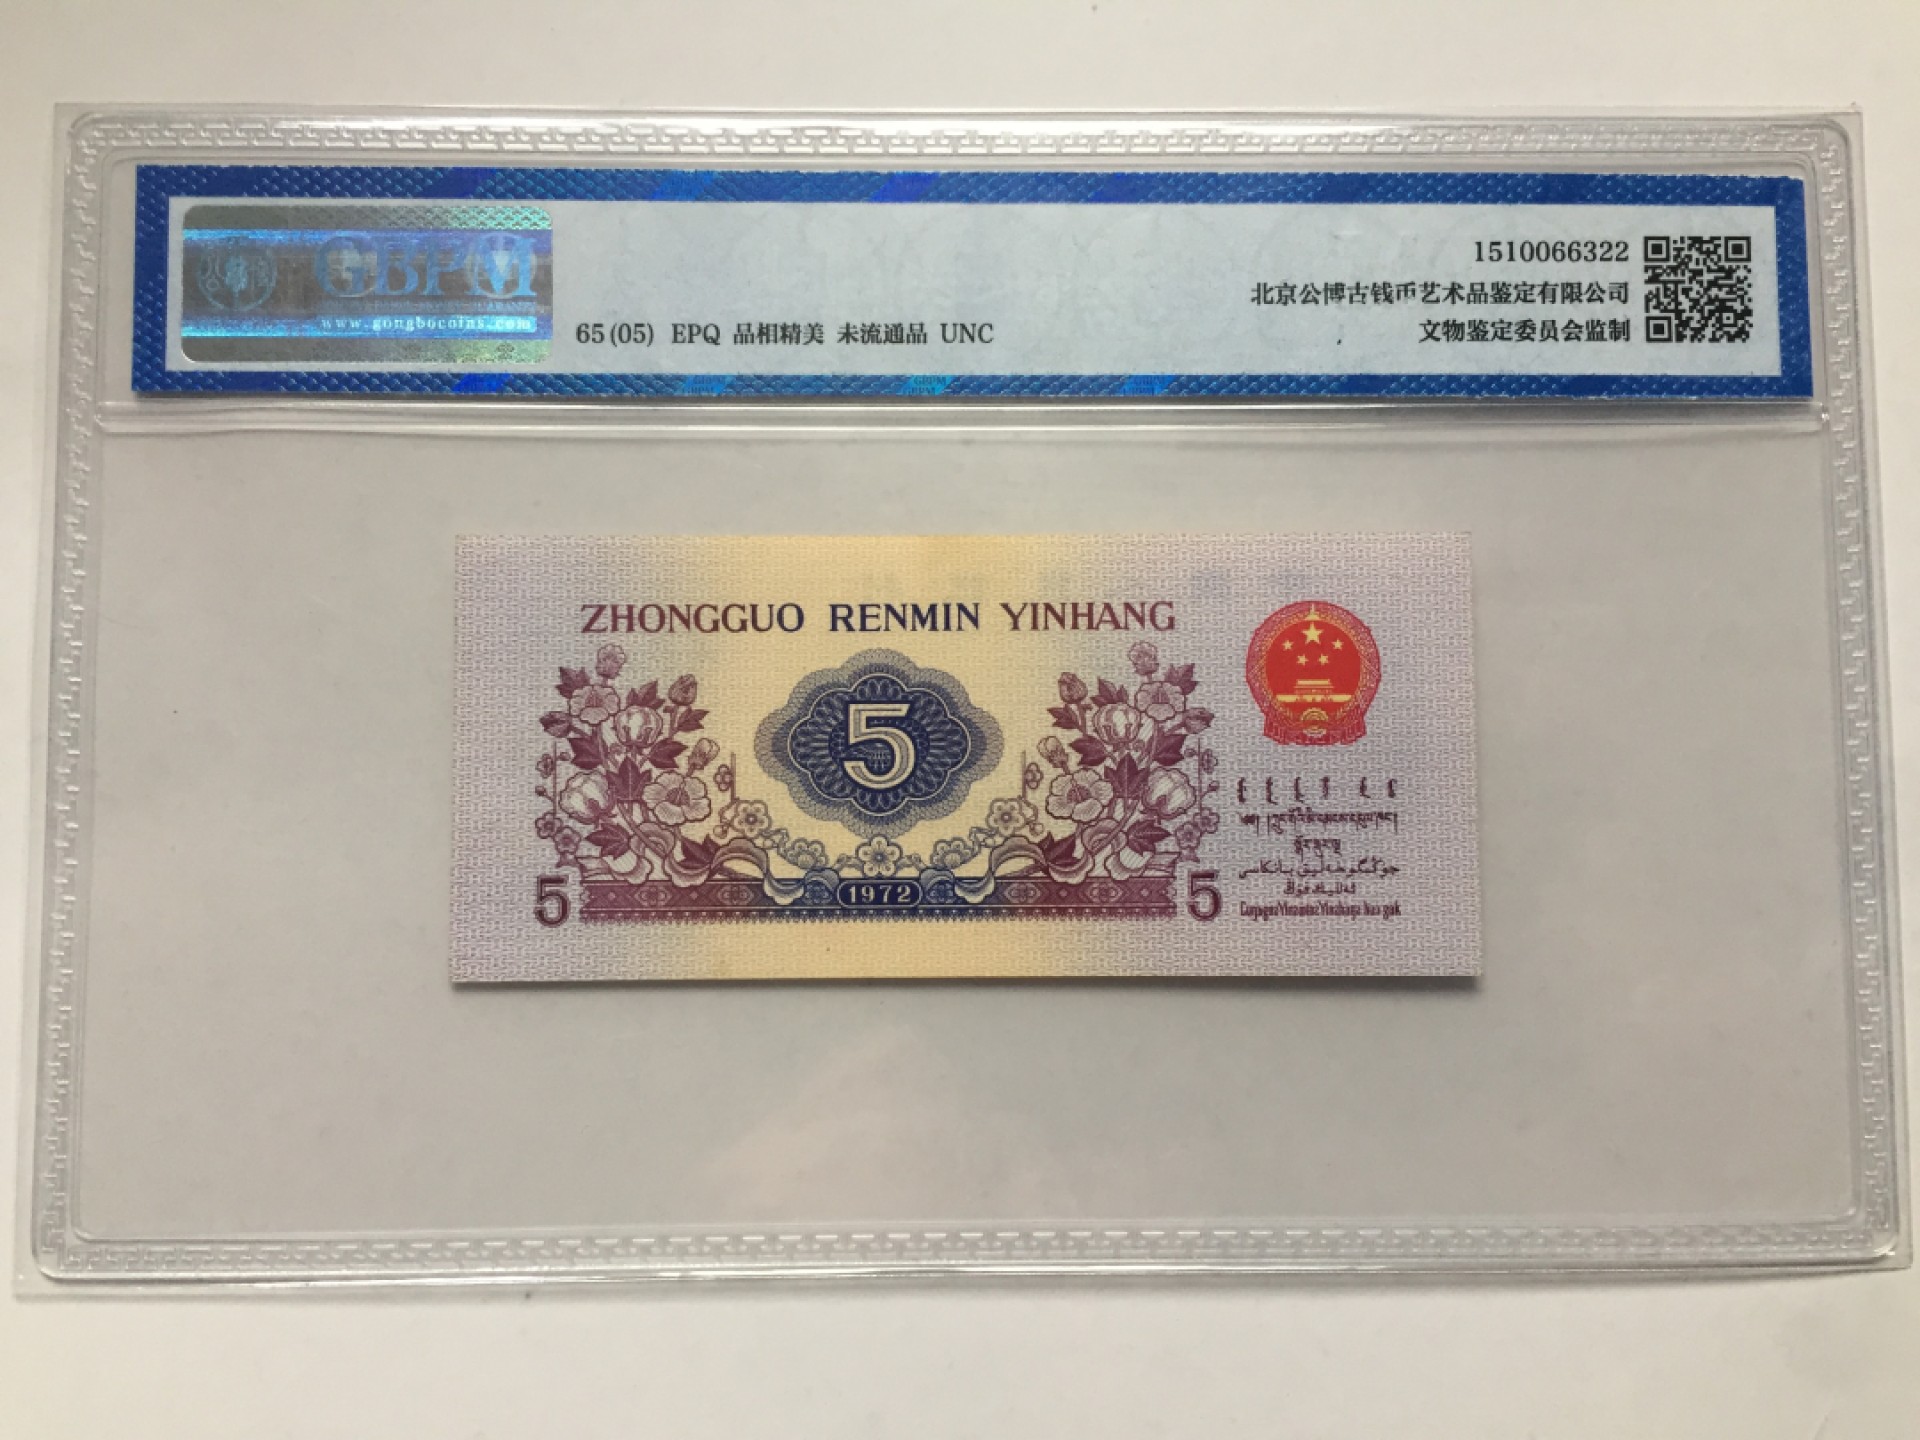 GBPM
www.gongbocoins.com
65(05) EPQ 品相精美 未流通品 UNC
1510066322
北京公博古钱币艺术品鉴定有限公司
文物鉴定委员会监制
ZHONGGUO RENMIN YINHANG
5
1972
5 5